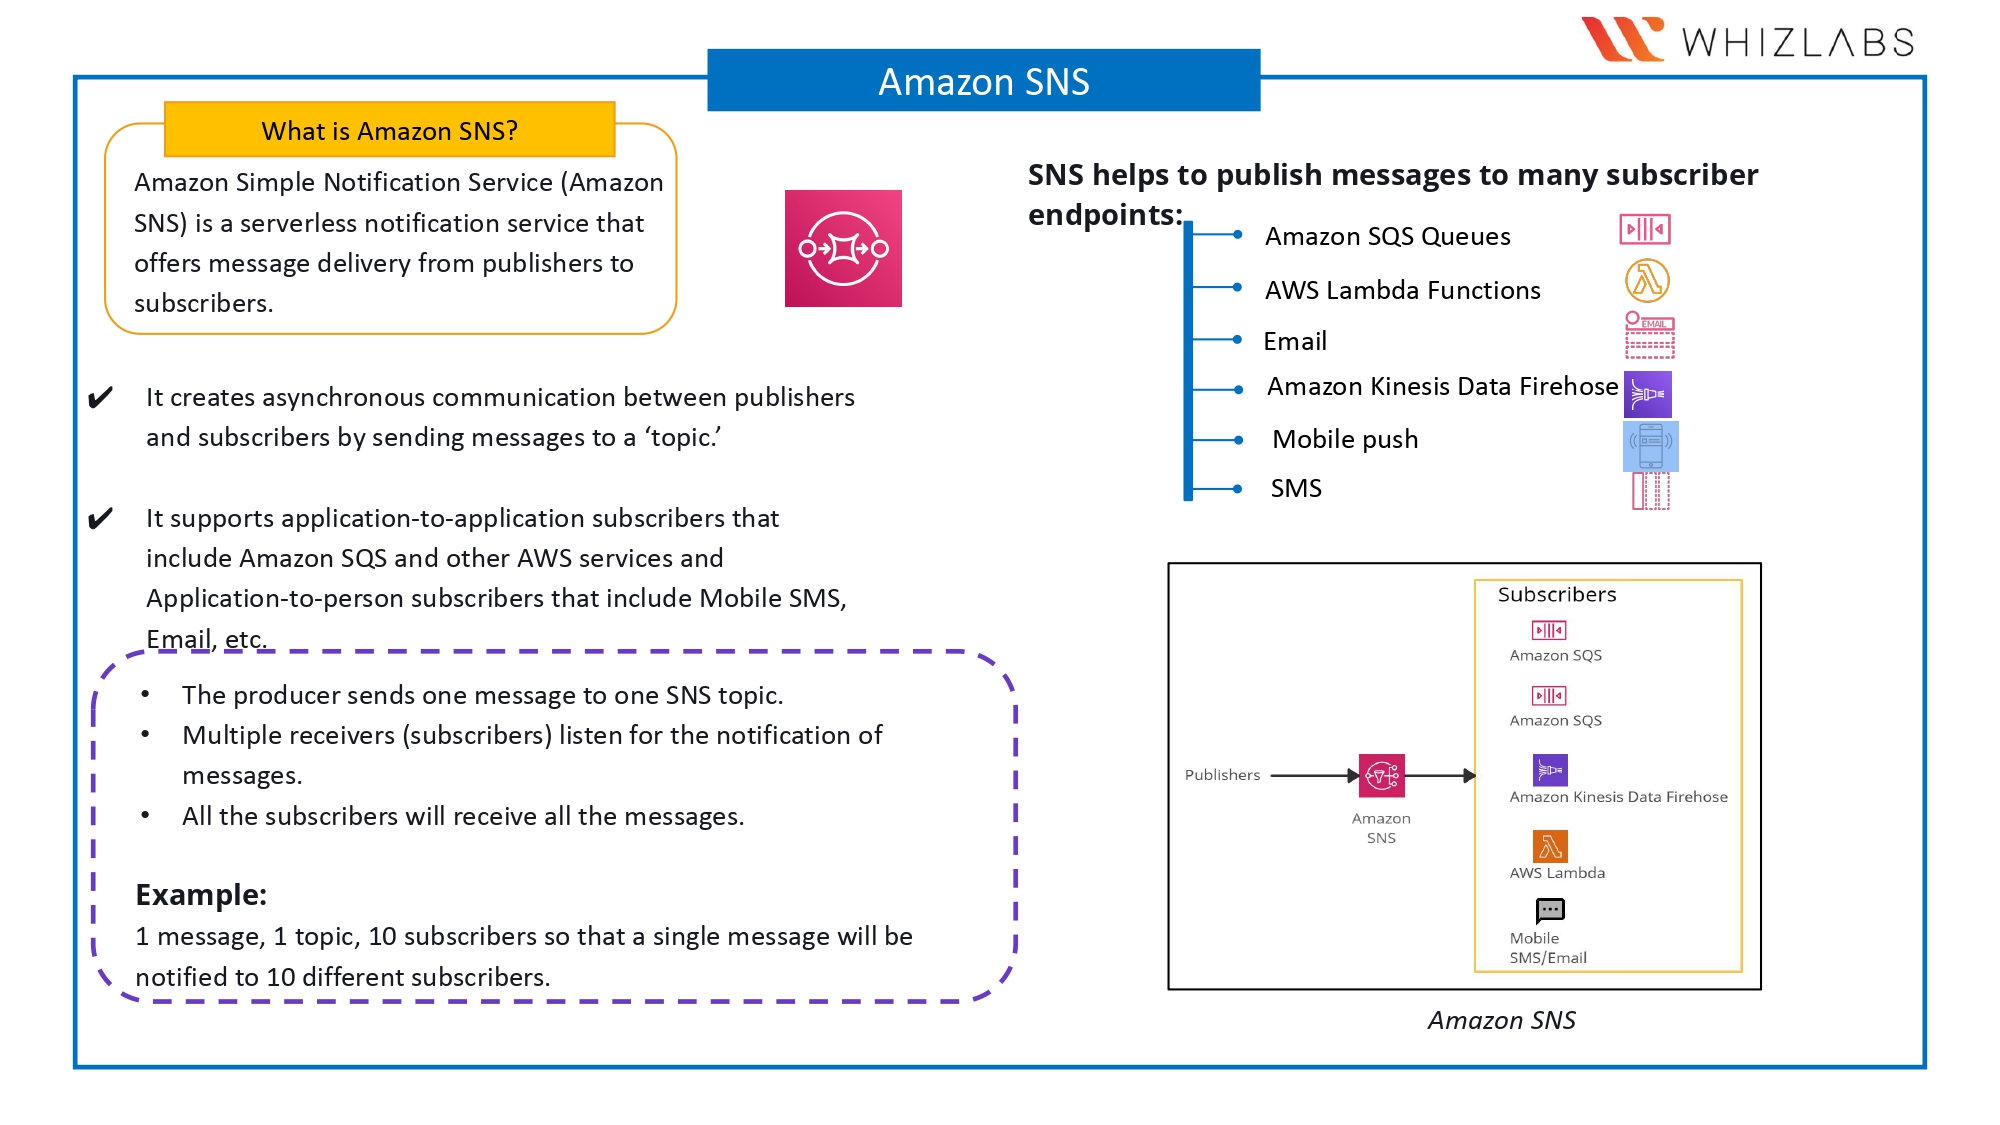 WHIZLABS
Amazon SNS
What is Amazon SNS?
Amazon Simple Notification Service (Amazon
SNS) is a serverless notification service that
offers message delivery from publishers to
subscribers.
✔ It creates asynchronous communication between publishers
and subscribers by sending messages to a ‘topic.’
✔ It supports application-to-application subscribers that
include Amazon SQS and other AWS services and
Application-to-person subscribers that include Mobile SMS,
Email, etc.
• The producer sends one message to one SNS topic.
• Multiple receivers (subscribers) listen for the notification of
messages.
• All the subscribers will receive all the messages.
Example:
1 message, 1 topic, 10 subscribers so that a single message will be
notified to 10 different subscribers.
SNS helps to publish messages to many subscriber
endpoints:
Amazon SQS Queues
AWS Lambda Functions
Email
EMAIL
Amazon Kinesis Data Firehose
Mobile push
SMS
Subscribers
Amazon SQS
Amazon SQS
Publishers
Amazon
SNS
Amazon Kinesis Data Firehose
AWS Lambda
Mobile
SMS/Email
Amazon SNS